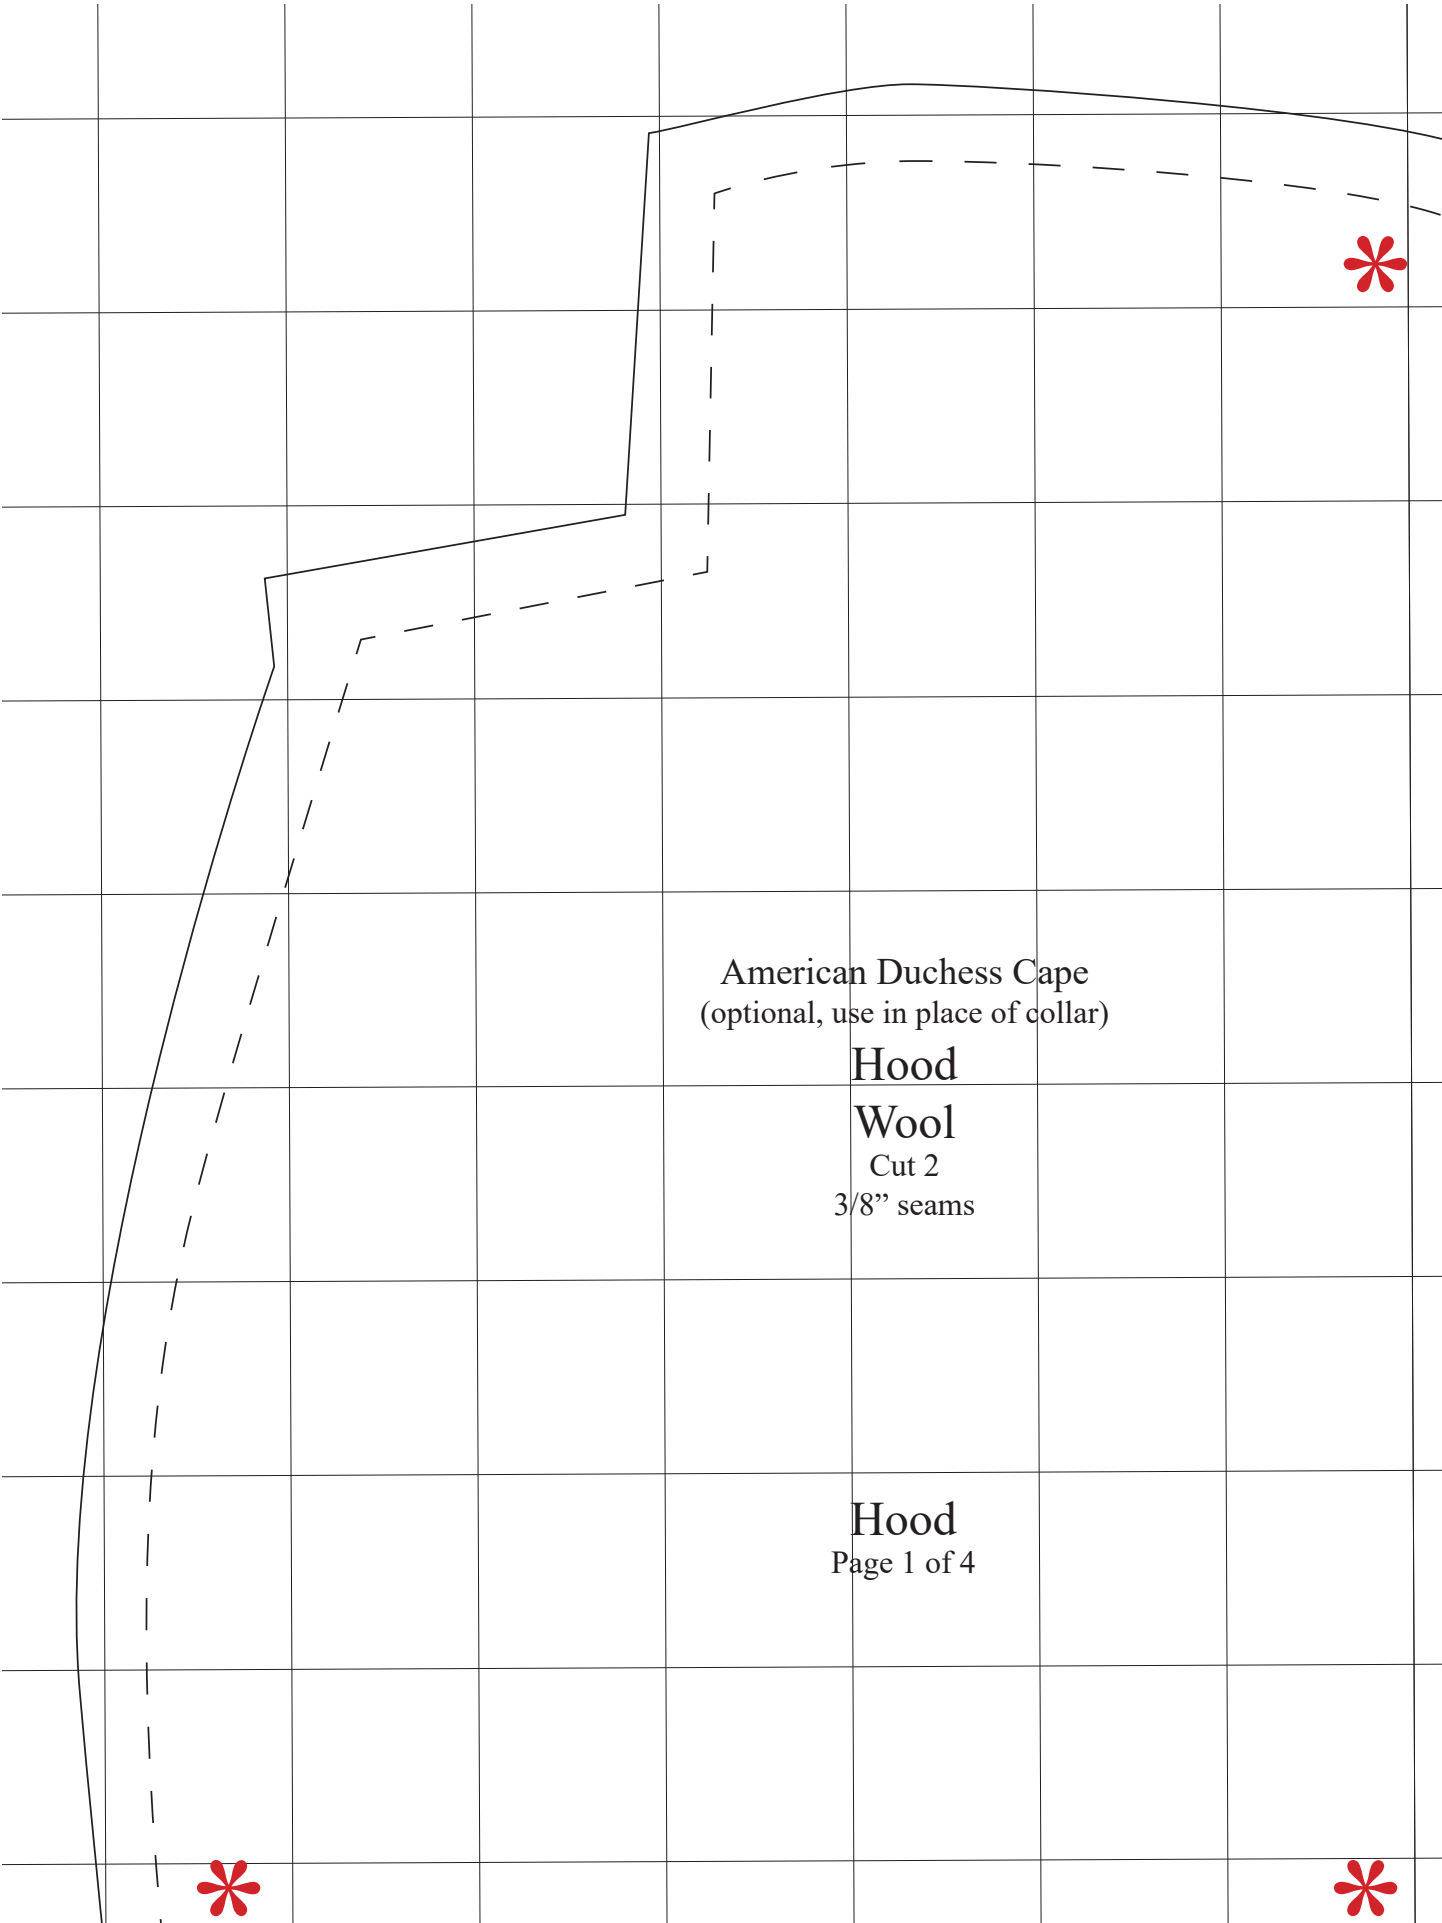 American Duchess Cape
(optional, use in place of collar)
Hood
Wool
Cut 2
3/8” seams
Hood
Page 1 of 4